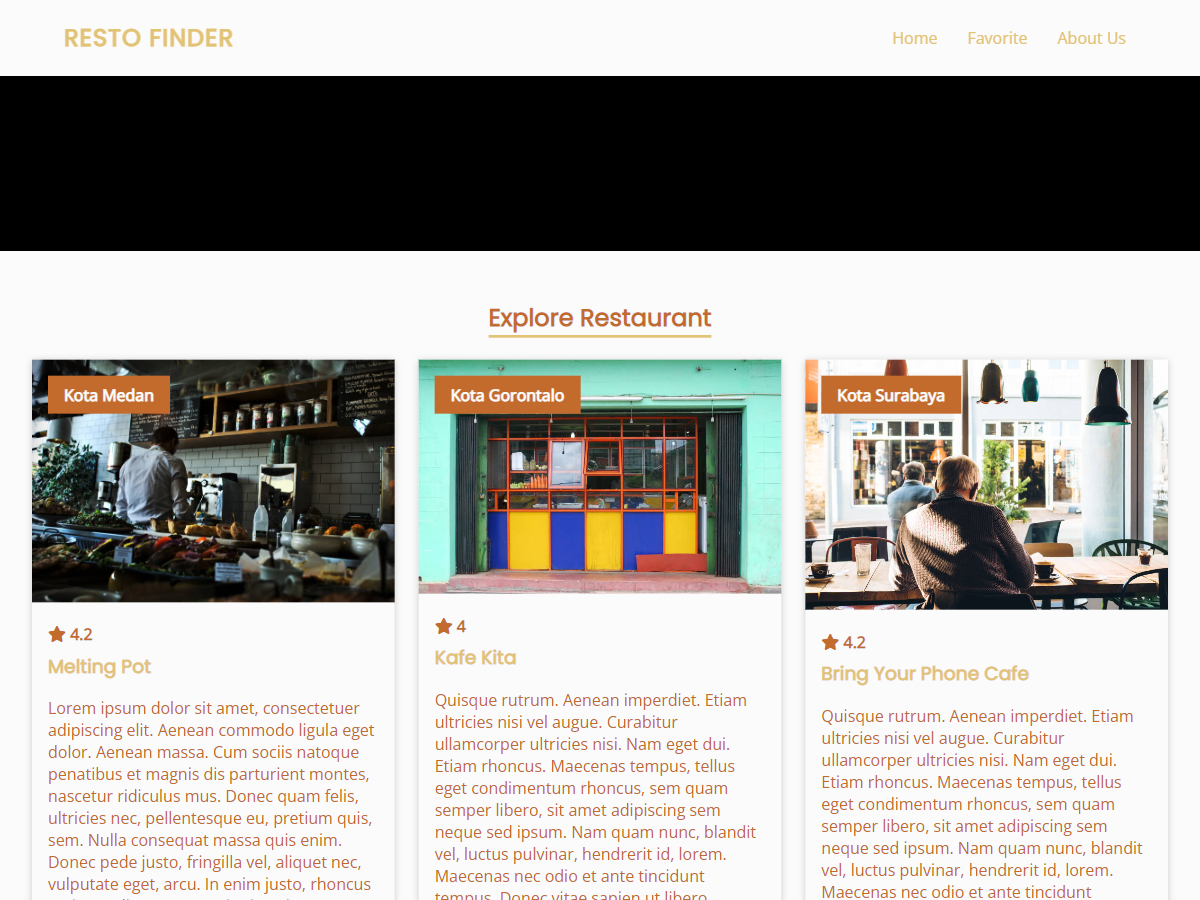 RESTO FINDER
Home
Favorite
About Us
Explore Restaurant
Kota Medan
4.2
Melting Pot
Lorem ipsum dolor sit amet, consectetuer
adipiscing elit. Aenean commodo ligula eget
dolor. Aenean massa. Cum sociis natoque
penatibus et magnis dis parturient montes,
nascetur ridiculus mus. Donec quam felis,
ultricies nec, pellentesque eu, pretium quis,
sem. Nulla consequat massa quis enim.
Donec pede justo, fringilla vel, aliquet nec,
vulputate eget, arcu. In enim justo, rhoncus
Kota Gorontalo
4
Kafe Kita
Quisque rutrum. Aenean imperdiet. Etiam
ultricies nisi vel augue. Curabitur
ullamcorper ultricies nisi. Nam eget dui.
Etiam rhoncus. Maecenas tempus, tellus
eget condimentum rhoncus, sem quam
semper libero, sit amet adipiscing sem
neque sed ipsum. Nam quam nunc, blandit
vel, luctus pulvinar, hendrerit id, lorem.
Maecenas nec odio et ante tincidunt
tempus. Donec vitae sapien ut libero
Kota Surabaya
7 4
4.2
Bring Your Phone Cafe
Quisque rutrum. Aenean imperdiet. Etiam
ultricies nisi vel augue. Curabitur
ullamcorper ultricies nisi. Nam eget dui.
Etiam rhoncus. Maecenas tempus, tellus
eget condimentum rhoncus, sem quam
semper libero, sit amet adipiscing sem
neque sed ipsum. Nam quam nunc, blandit
vel, luctus pulvinar, hendrerit id, lorem.
Maecenas nec odio et ante tincidunt